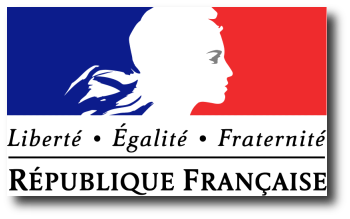 Liberté • Égalité • Fraternité
RÉPUBLIQUE FRANÇAISE